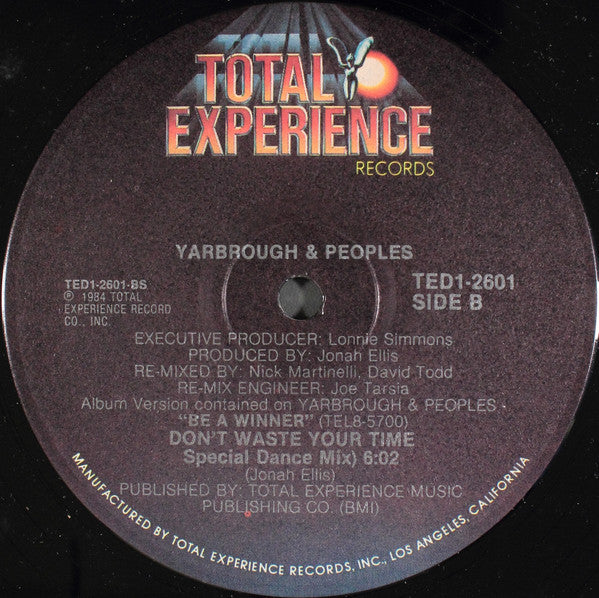 TOTAL
EXPERIENCE
RECORDS
YARBROUGH & PEOPLES
TED1-2601-BS
℗ 1984 TOTAL
EXPERIENCE RECORD
CO., INC.
TED1-2601
SIDE B
EXECUTIVE PRODUCER: Lonnie Simmons
PRODUCED BY: Jonah Ellis
RE-MIXED BY: Nick Martinelli, David Todd
RE-MIX ENGINEER: Joe Tarsia
Album Version contained on YARBROUGH & PEOPLES -
"BE A WINNER" (TEL8-5700)
DON'T WASTE YOUR TIME
Special Dance Mix) 6:02
(Jonah Ellis)
PUBLISHED BY: TOTAL EXPERIENCE MUSIC
PUBLISHING CO. (BMI)
MANUFACTURED BY TOTAL EXPERIENCE RECORDS, INC., LOS ANGELES, CALIFORNIA